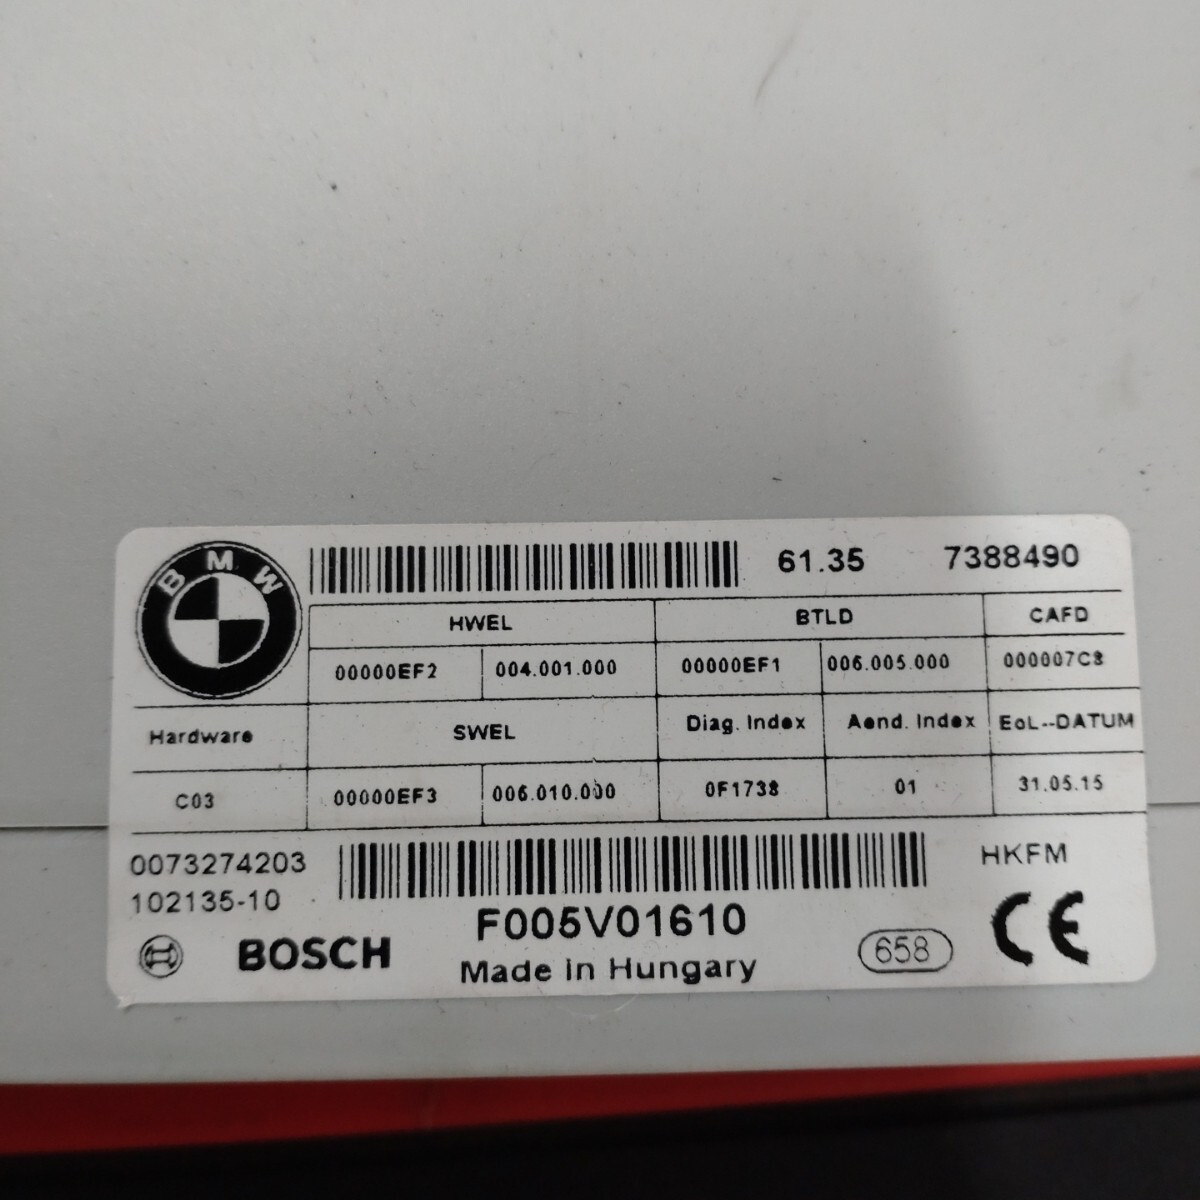 BMW
61.35 7388490
HWEL BTLD CAFD
00000EF2 004.001.000 00000EF1 006.005.000 000007C8
Hardware SWEL Diag. Index Aend. Index EoL--DATUM
C03 00000EF3 006.010.000 0F1738 01 31.05.15
0073274203 HKFM
102135-10
F005V01610
BOSCH Made in Hungary 658 CE